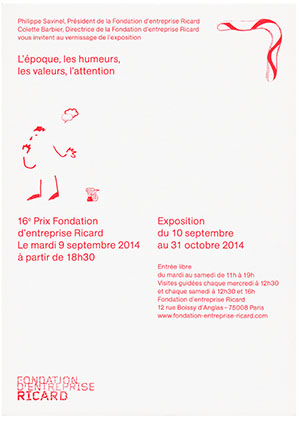 Philippe Savinel, Président de la Fondation d'entreprise Ricard
Colette Barbier, Directrice de la Fondation d'entreprise Ricard
vous invitent au vernissage de l'exposition
L'époque, les humeurs,
les valeurs, l'attention
16e Prix Fondation
d'entreprise Ricard
Le mardi 9 septembre 2014
à partir de 18h30
Exposition
du 10 septembre
au 31 octobre 2014
Entrée libre
du mardi au samedi de 11h à 19h
Visites guidées chaque mercredi à 12h30
et chaque samedi à 12h30 et 16h
Fondation d'entreprise Ricard
12 rue Boissy d'Anglas – 75008 Paris
www.fondation-entreprise-ricard.com
FONDATION
D'ENTREPRISE
RICARD